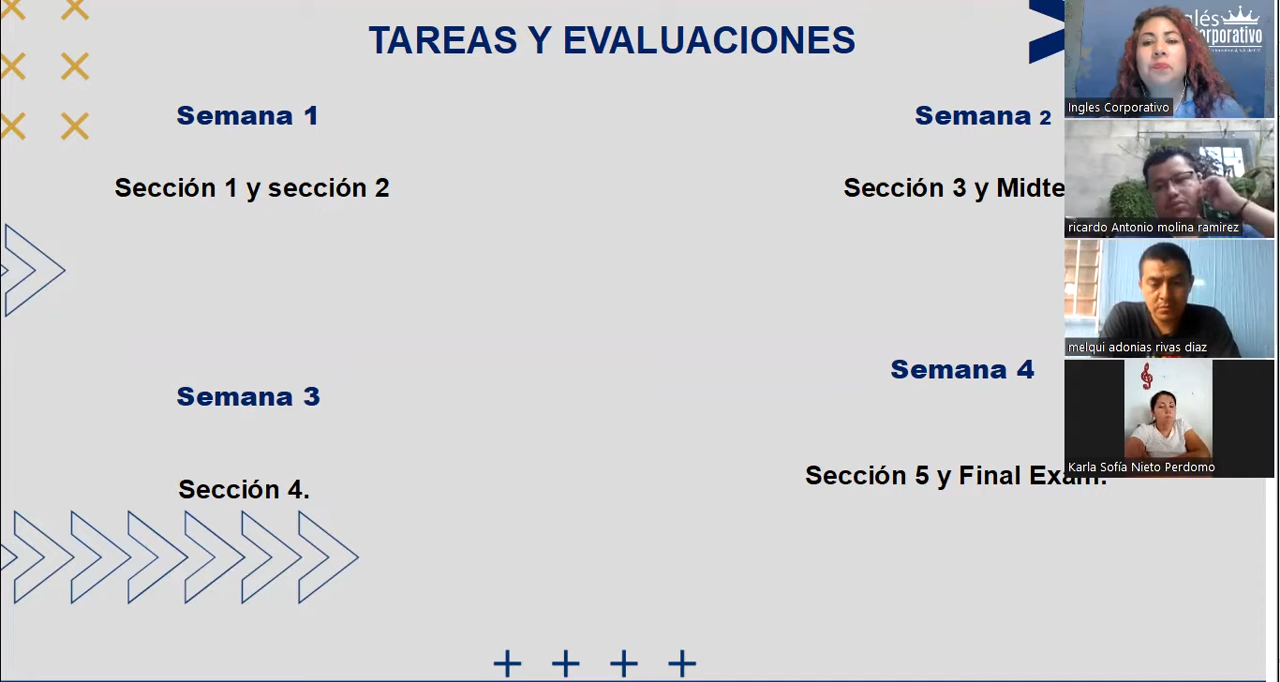 TAREAS Y EVALUACIONES
Semana 1
Semana 2
Sección 1 y sección 2
Sección 3 y Midte
Semana 3
Semana 4
Sección 4.
Sección 5 y Final Exam.
Ingles Corporativo
ricardo Antonio molina ramirez
melqui adonias rivas diaz
Karla Sofía Nieto Perdomo